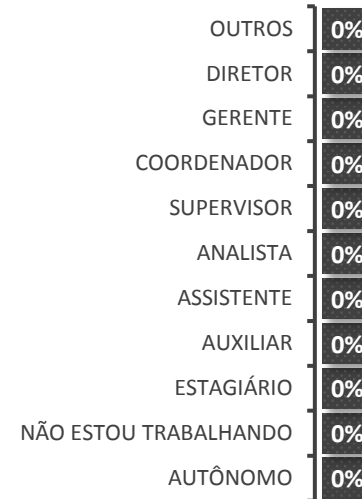 OUTROS 0%
DIRETOR 0%
GERENTE 0%
COORDENADOR 0%
SUPERVISOR 0%
ANALISTA 0%
ASSISTENTE 0%
AUXILIAR 0%
ESTAGIÁRIO 0%
NÃO ESTOU TRABALHANDO 0%
AUTÔNOMO 0%